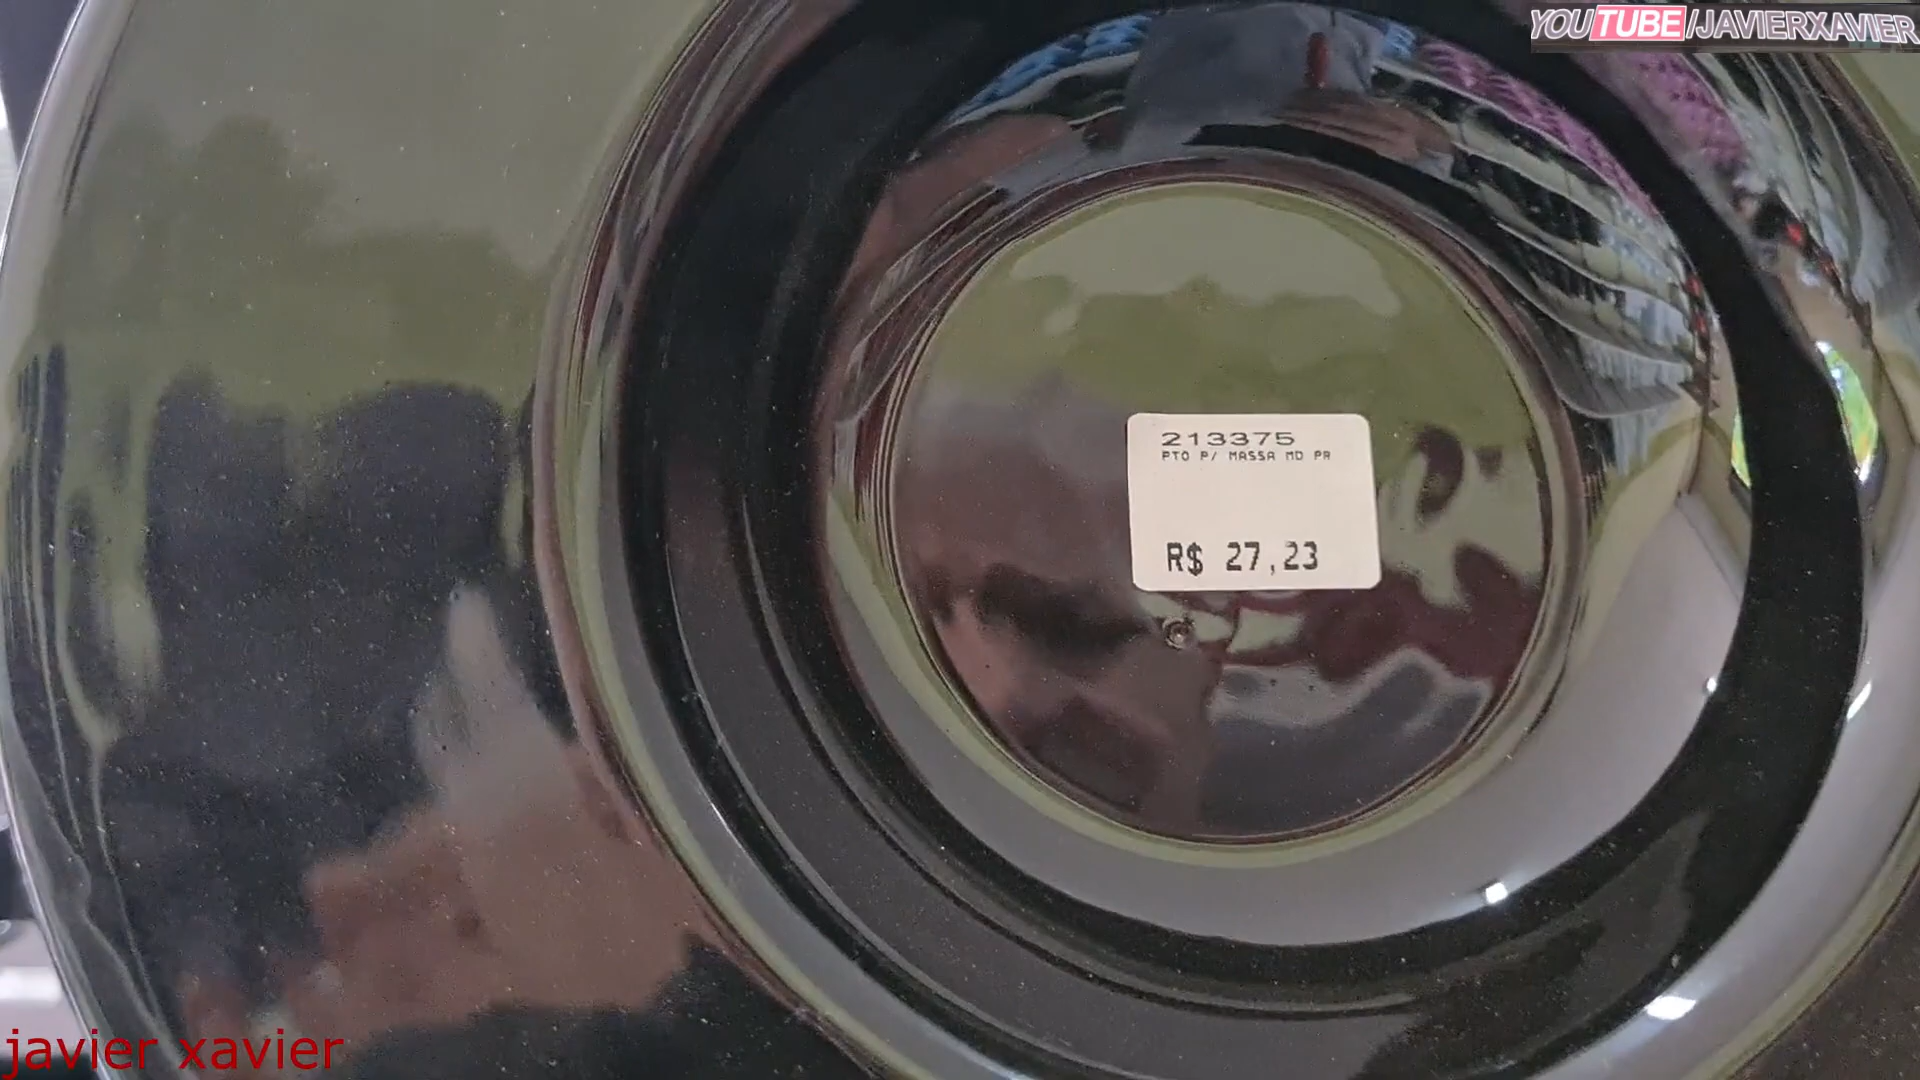 YOUTUBE/JAVIERXAVIER
213375
PTO P/ MASSA MD PR
R$ 27,23
javier xavier